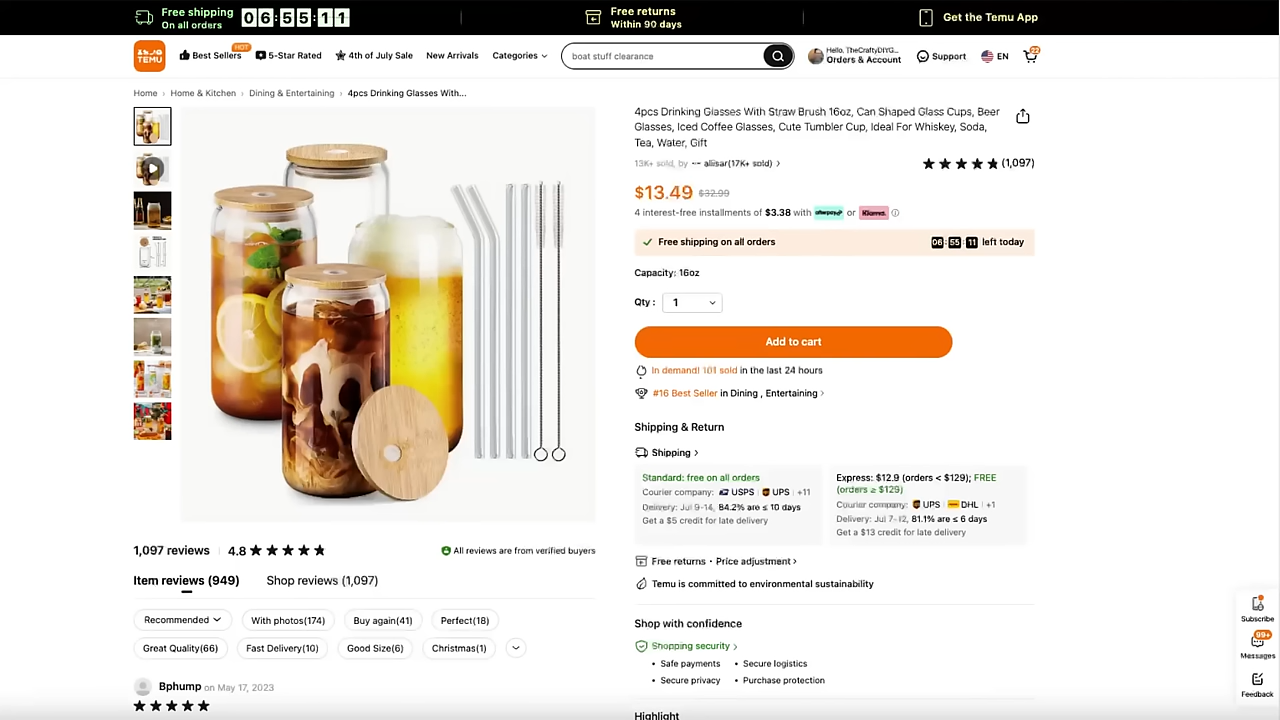 Free shipping
On all orders
06:55:11
Free returns
Within 90 days
Get the Temu App
TEMU
Best Sellers
HOT
5-Star Rated
4th of July Sale
New Arrivals
Categories
boat stuff clearance
Hello, TheCraftyDIYG...
Orders & Account
Support
EN
22
Home › Home & Kitchen › Dining & Entertaining › 4pcs Drinking Glasses With...
4pcs Drinking Glasses With Straw Brush 16oz, Can Shaped Glass Cups, Beer
Glasses, Iced Coffee Glasses, Cute Tumbler Cup, Ideal For Whiskey, Soda,
Tea, Water, Gift
13K+ sold, by allsar(17K+ sold) ›
(1,097)
$13.49 $32.99
4 interest-free installments of $3.38 with afterpay or Klarna.
Free shipping on all orders
06:55:11 left today
Capacity: 16oz
Qty : 1
Add to cart
In demand! 101 sold in the last 24 hours
#16 Best Seller in Dining , Entertaining ›
Shipping & Return
Shipping ›
Standard: free on all orders
Courier company: USPS UPS +11
Delivery: Jul 9-14, 84.2% are ≤ 10 days
Get a $5 credit for late delivery
Express: $12.9 (orders < $129); FREE
(orders ≥ $129)
Courier company: UPS DHL +1
Delivery: Jul 7-12, 81.1% are ≤ 6 days
Get a $13 credit for late delivery
Free returns • Price adjustment ›
Temu is committed to environmental sustainability
Shop with confidence
Shopping security ›
• Safe payments • Secure logistics
• Secure privacy • Purchase protection
Highlight
1,097 reviews 4.8
All reviews are from verified buyers
Item reviews (949)
Shop reviews (1,097)
Recommended
With photos(174)
Buy again(41)
Perfect(18)
Great Quality(66)
Fast Delivery(10)
Good Size(6)
Christmas(1)
Bphump on May 17, 2023
Subscribe
99+
Messages
Feedback